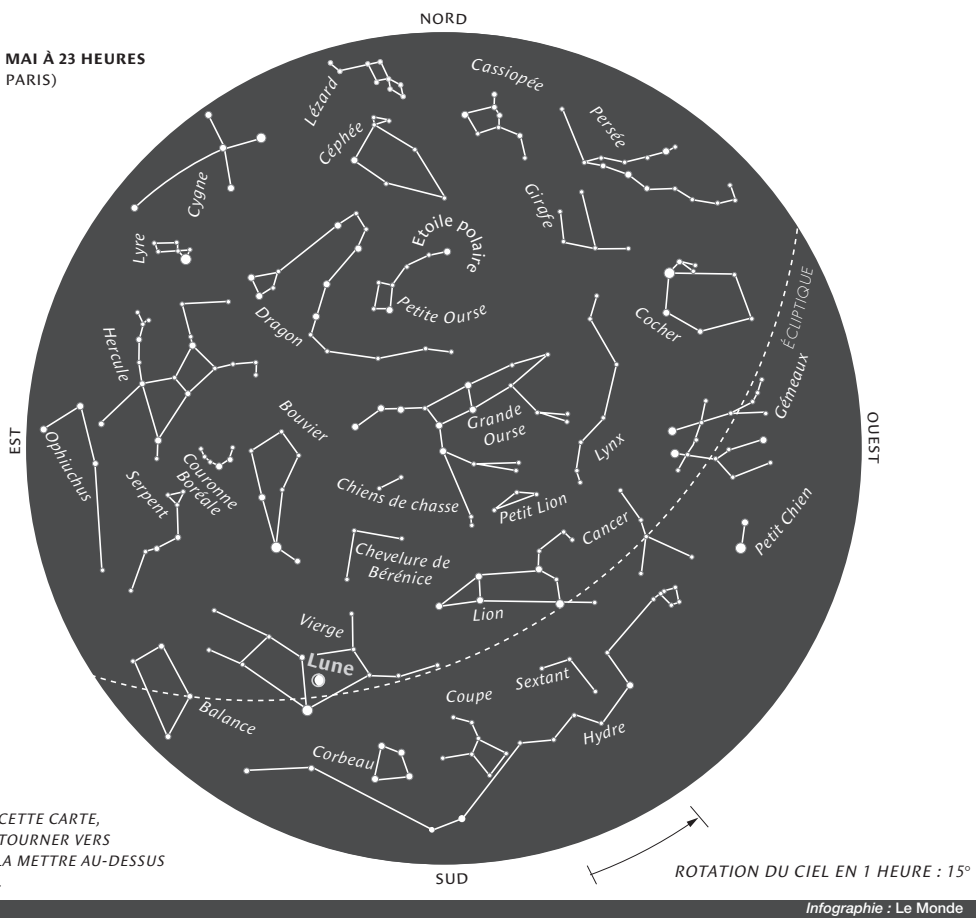 NORD
MAI À 23 HEURES
PARIS)
Cassiopée
Lézard
Persée
Céphée
Cygne
Girafe
Etoile polaire
Lyre
ÉCLIPTIQUE
Petite Ourse
Cocher
Dragon
Hercule
Gémeaux
Bouvier
Grande
Ourse
OUEST
EST
Lynx
Ophiuchus
Couronne
Boréale
Serpent
Chiens de chasse
Petit Lion
Petit Chien
Cancer
Chevelure de
Bérénice
Lion
Vierge
Lune
Sextant
Coupe
Balance
Hydre
Corbeau
CETTE CARTE,
TOURNER VERS
LA METTRE AU-DESSUS
.
SUD
ROTATION DU CIEL EN 1 HEURE : 15°
Infographie : Le Monde